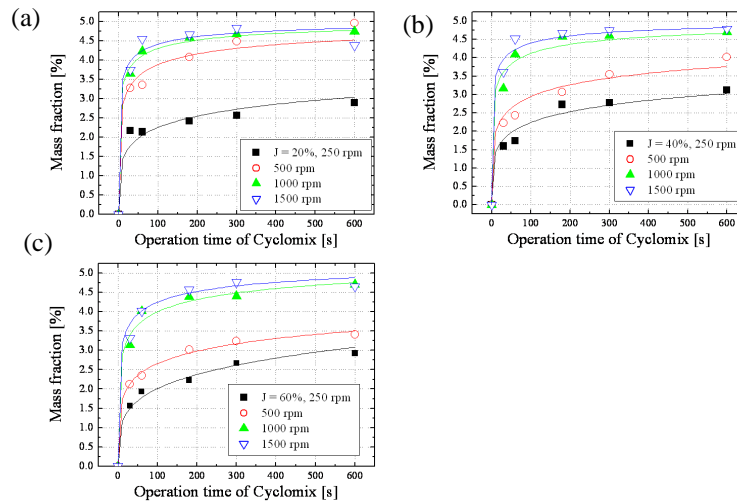 (a)
Mass fraction [%]
5.0
4.5
4.0
3.5
3.0
2.5
2.0
1.5
1.0
0.5
0.0
J = 20%, 250 rpm
500 rpm
1000 rpm
1500 rpm
0 100 200 300 400 500 600
Operation time of Cyclomix [s]
(b)
Mass fraction [%]
5.0
4.5
4.0
3.5
3.0
2.5
2.0
1.5
1.0
0.5
0.0
J = 40%, 250 rpm
500 rpm
1000 rpm
1500 rpm
0 100 200 300 400 500 600
Operation time of Cyclomix [s]
(c)
Mass fraction [%]
5.0
4.5
4.0
3.5
3.0
2.5
2.0
1.5
1.0
0.5
0.0
J = 60%, 250 rpm
500 rpm
1000 rpm
1500 rpm
0 100 200 300 400 500 600
Operation time of Cyclomix [s]